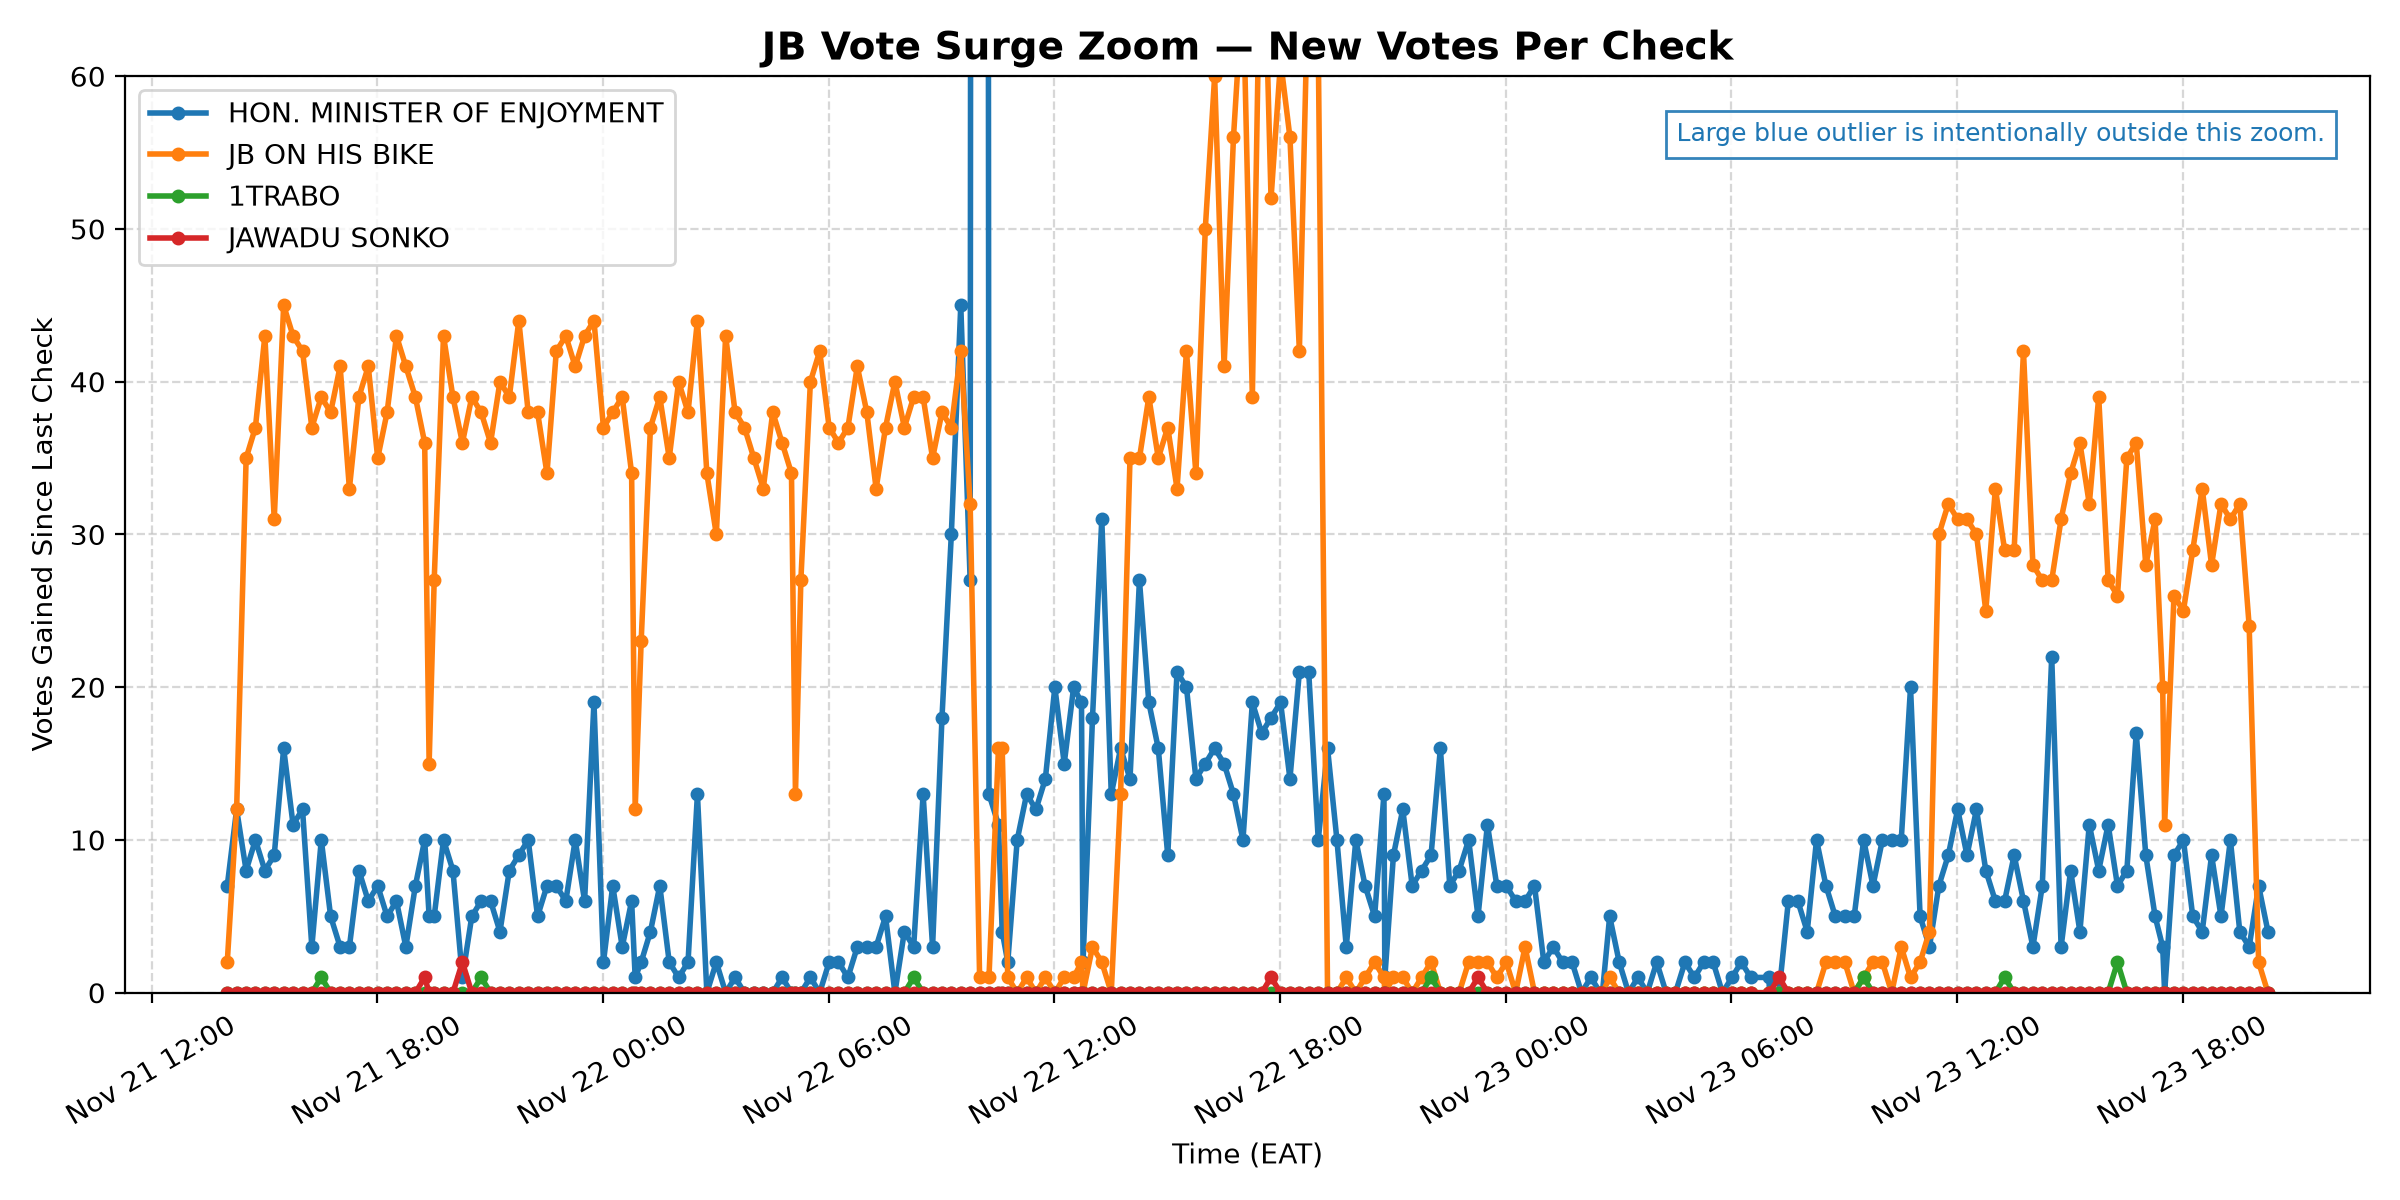 JB Vote Surge Zoom — New Votes Per Check
60
50
40
30
20
10
0
Votes Gained Since Last Check
HON. MINISTER OF ENJOYMENT
JB ON HIS BIKE
1TRABO
JAWADU SONKO
Large blue outlier is intentionally outside this zoom.
Nov 21 12:00
Nov 21 18:00
Nov 22 00:00
Nov 22 06:00
Nov 22 12:00
Nov 22 18:00
Nov 23 00:00
Nov 23 06:00
Nov 23 12:00
Nov 23 18:00
Time (EAT)